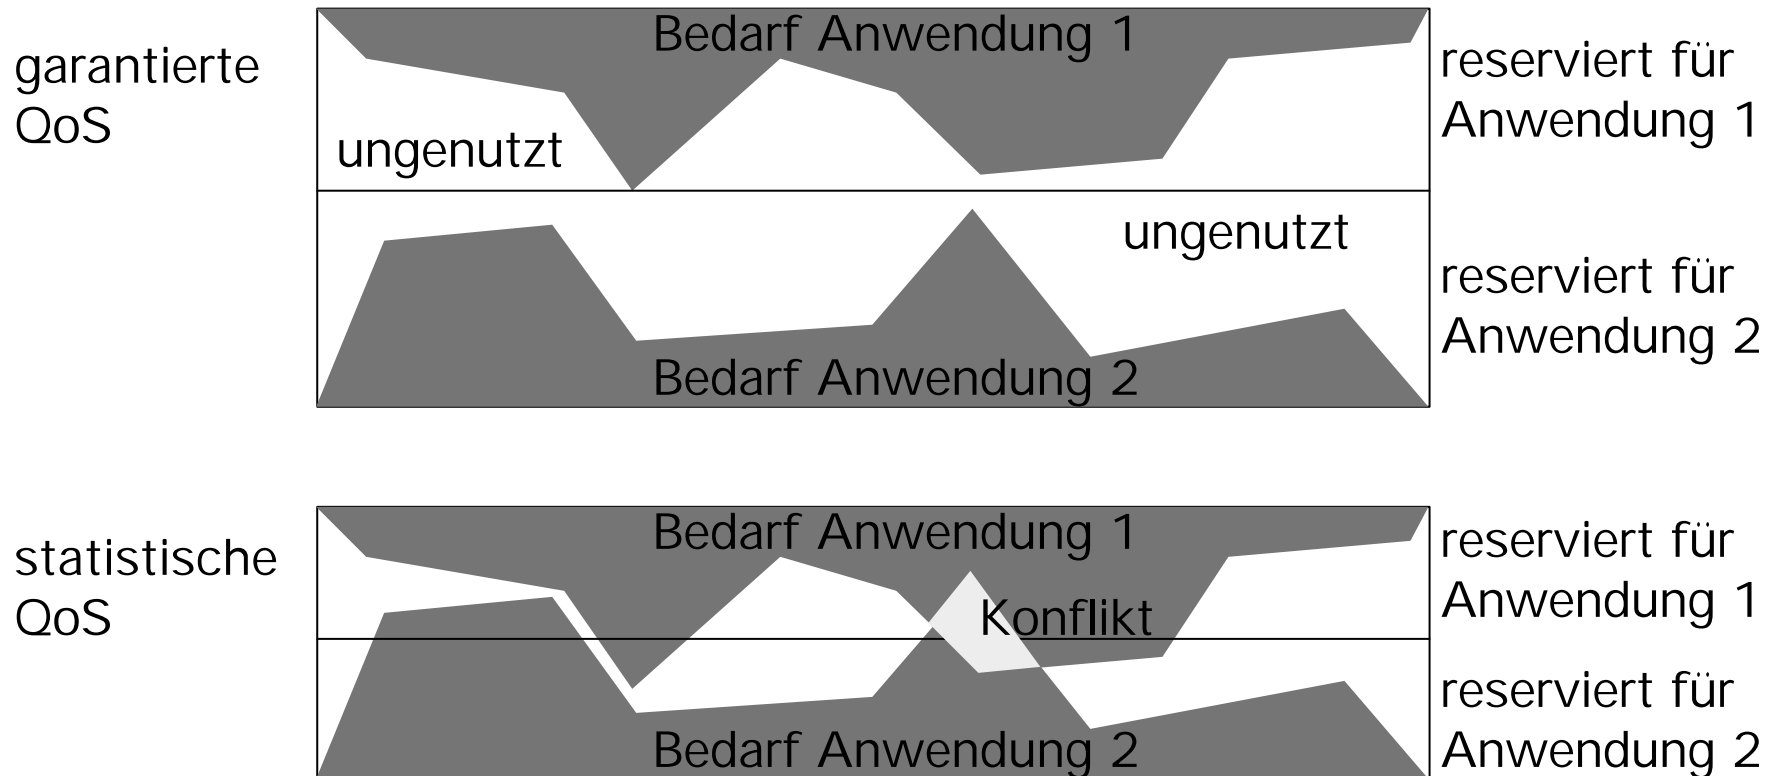 garantierte
QoS
Bedarf Anwendung 1
ungenutzt
reserviert für
Anwendung 1
ungenutzt
reserviert für
Anwendung 2
Bedarf Anwendung 2
statistische
QoS
Bedarf Anwendung 1
Konflikt
reserviert für
Anwendung 1
Bedarf Anwendung 2
reserviert für
Anwendung 2